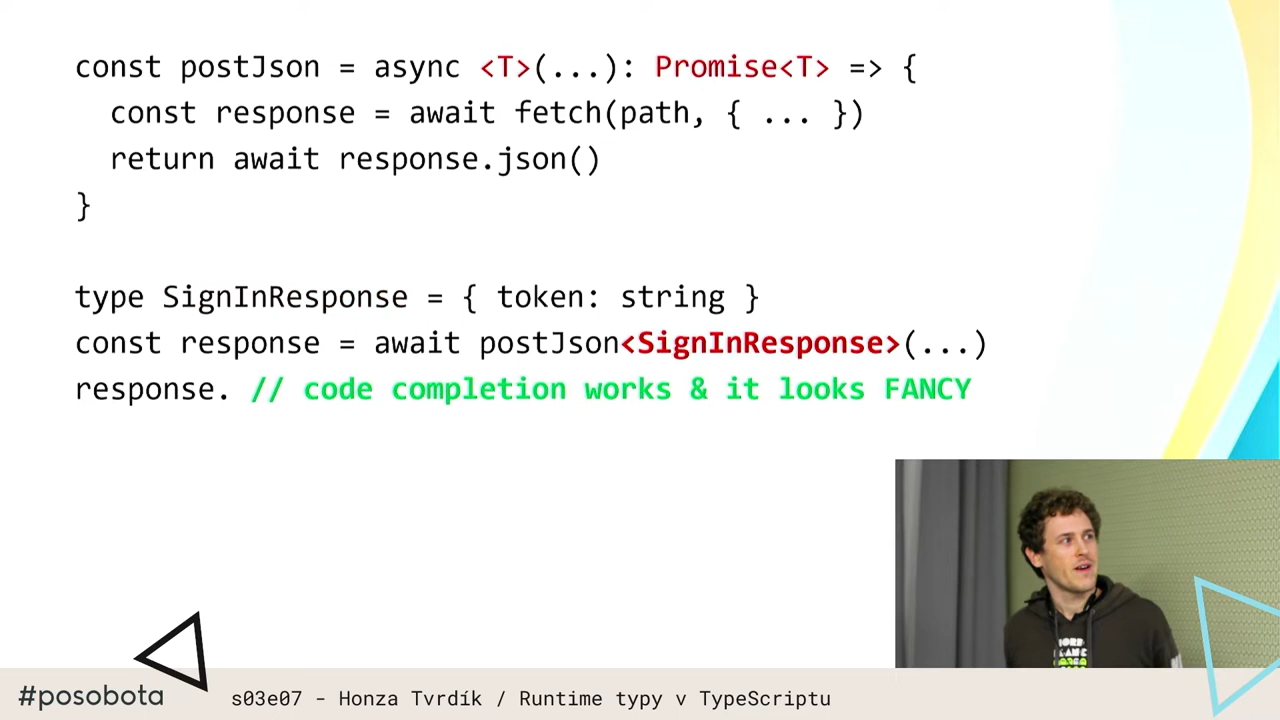 const postJson = async <T>(...): Promise<T> => {
  const response = await fetch(path, { ... })
  return await response.json()
}
type SignInResponse = { token: string }
const response = await postJson<SignInResponse>(...)
response. // code completion works & it looks FANCY
#posobota
s03e07 - Honza Tvrdík / Runtime typy v TypeScriptu